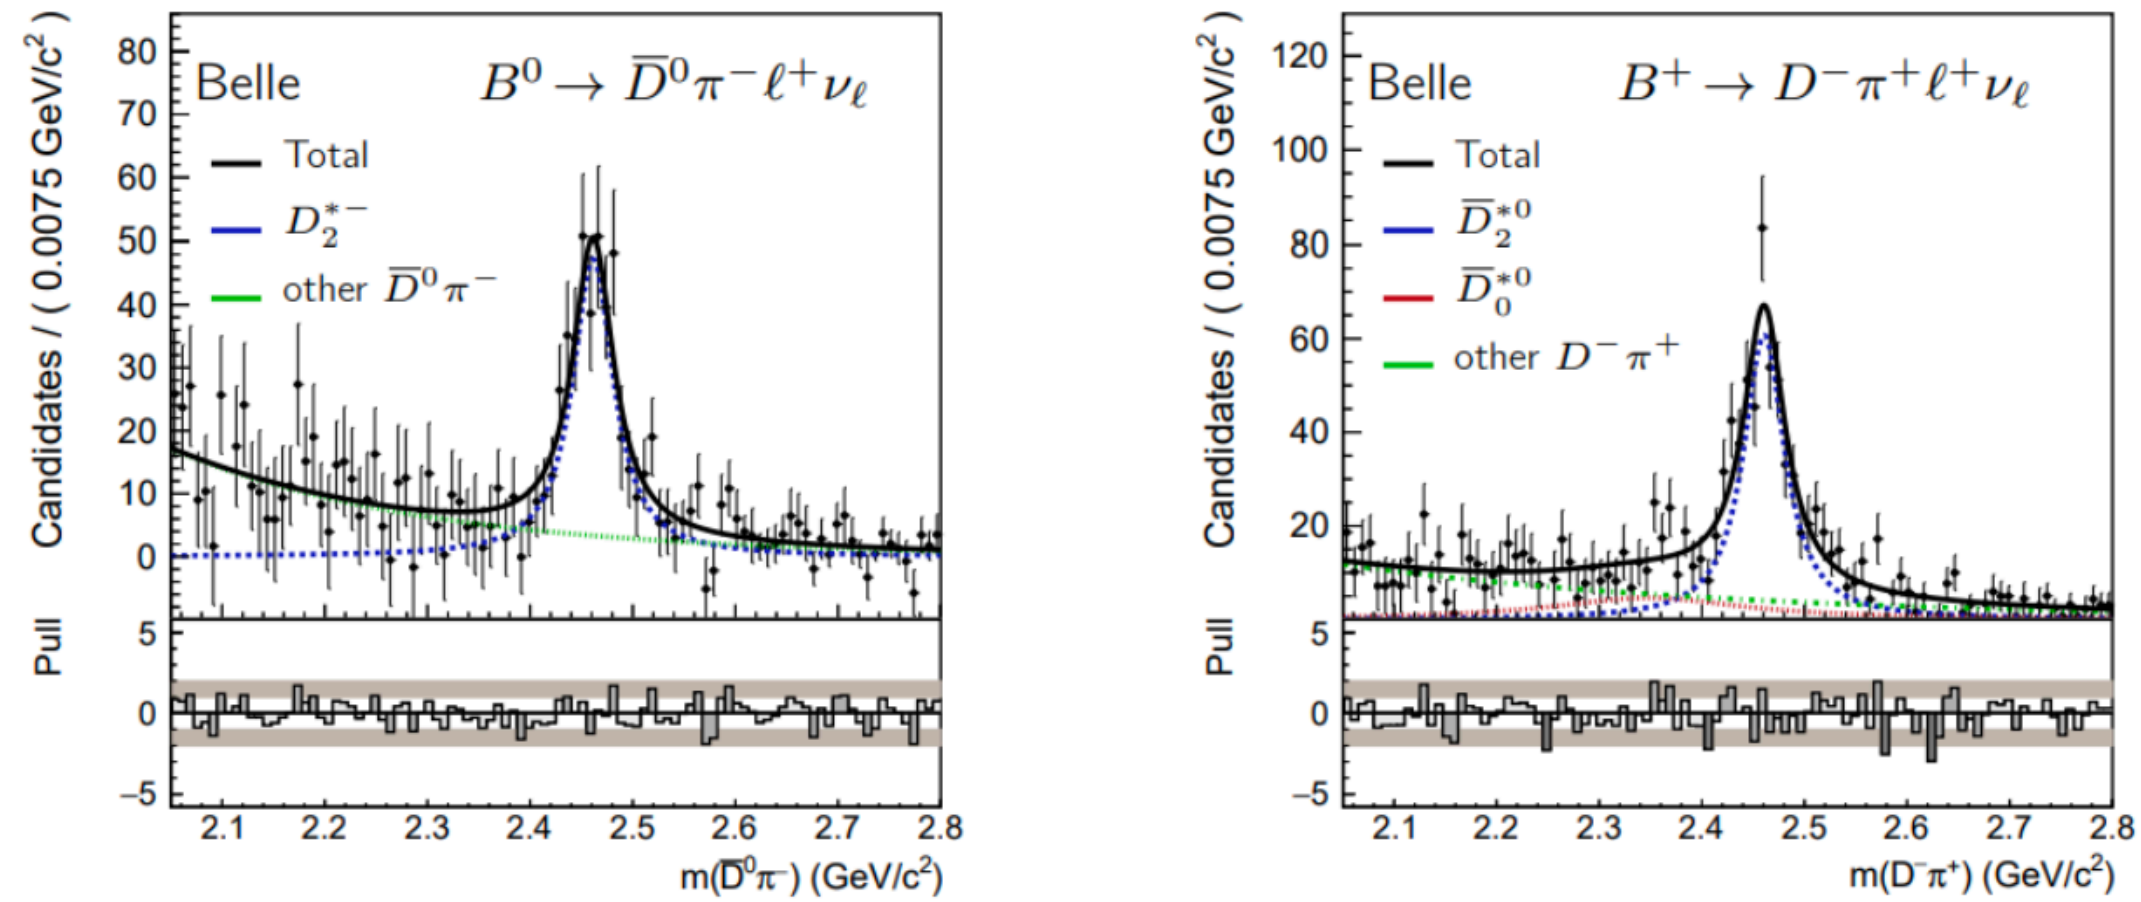 Candidates / ( 0.0075 GeV/c²)
80
70
60
50
40
30
20
10
0
Belle
B⁰ → D̅⁰π⁻ℓ⁺νℓ
Total
D₂*⁻
other D̅⁰π⁻
Pull
5
0
−5
2.1 2.2 2.3 2.4 2.5 2.6 2.7 2.8
m(D̅⁰π⁻) (GeV/c²)
Candidates / ( 0.0075 GeV/c²)
120
100
80
60
40
20
Belle
B⁺ → D⁻π⁺ℓ⁺νℓ
Total
D̅₂*⁰
D̅₀*⁰
other D⁻π⁺
Pull
5
0
−5
2.1 2.2 2.3 2.4 2.5 2.6 2.7 2.8
m(D⁻π⁺) (GeV/c²)